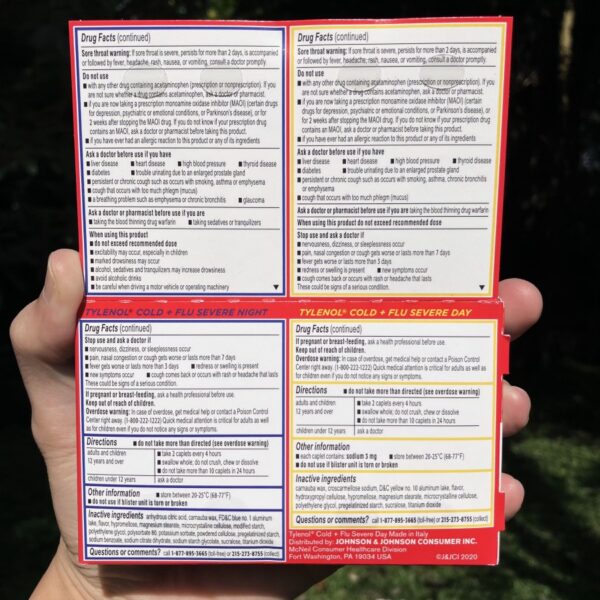 Drug Facts (continued)
Sore throat warning: If sore throat is severe, persists for more than 2 days, is accompanied
or followed by fever, headache, rash, nausea, or vomiting, consult a doctor promptly.
Do not use
■ with any other drug containing acetaminophen (prescription or nonprescription). If you
are not sure whether a drug contains acetaminophen, ask a doctor or pharmacist.
■ if you are now taking a prescription monoamine oxidase inhibitor (MAOI) (certain drugs
for depression, psychiatric or emotional conditions, or Parkinson's disease), or for
2 weeks after stopping the MAOI drug. If you do not know if your prescription drug
contains an MAOI, ask a doctor or pharmacist before taking this product.
■ if you have ever had an allergic reaction to this product or any of its ingredients
Ask a doctor before use if you have
■ liver disease ■ heart disease ■ high blood pressure ■ thyroid disease
■ diabetes ■ trouble urinating due to an enlarged prostate gland
■ persistent or chronic cough such as occurs with smoking, asthma or emphysema
■ cough that occurs with too much phlegm (mucus)
■ a breathing problem such as emphysema or chronic bronchitis ■ glaucoma
Ask a doctor or pharmacist before use if you are
■ taking the blood thinning drug warfarin ■ taking sedatives or tranquilizers
When using this product
■ do not exceed recommended dose
■ excitability may occur, especially in children
■ marked drowsiness may occur
■ alcohol, sedatives and tranquilizers may increase drowsiness
■ avoid alcoholic drinks
■ be careful when driving a motor vehicle or operating machinery
Drug Facts (continued)
Sore throat warning: If sore throat is severe, persists for more than 2 days, is accompanied
or followed by fever, headache, rash, nausea, or vomiting, consult a doctor promptly.
Do not use
■ with any other drug containing acetaminophen (prescription or nonprescription). If you
are not sure whether a drug contains acetaminophen, ask a doctor or pharmacist.
■ if you are now taking a prescription monoamine oxidase inhibitor (MAOI) (certain drugs
for depression, psychiatric or emotional conditions, or Parkinson's disease), or
for 2 weeks after stopping the MAOI drug. If you do not know if your prescription drug
contains an MAOI, ask a doctor or pharmacist before taking this product.
■ if you have ever had an allergic reaction to this product or any of its ingredients
Ask a doctor before use if you have
■ liver disease ■ heart disease ■ high blood pressure ■ thyroid disease
■ diabetes ■ trouble urinating due to an enlarged prostate gland
■ persistent or chronic cough such as occurs with smoking, asthma, chronic bronchitis
or emphysema
■ cough that occurs with too much phlegm (mucus)
Ask a doctor or pharmacist before use if you are taking the blood thinning drug warfarin
When using this product do not exceed recommended dose
Stop use and ask a doctor if
■ nervousness, dizziness, or sleeplessness occur
■ pain, nasal congestion or cough gets worse or lasts more than 7 days
■ fever gets worse or lasts more than 3 days
■ redness or swelling is present ■ new symptoms occur
■ cough comes back or occurs with rash or headache that lasts
These could be signs of a serious condition.
TYLENOL® COLD + FLU SEVERE NIGHT
Drug Facts (continued)
Stop use and ask a doctor if
■ nervousness, dizziness, or sleeplessness occur
■ pain, nasal congestion or cough gets worse or lasts more than 7 days
■ fever gets worse or lasts more than 3 days ■ redness or swelling is present
■ new symptoms occur ■ cough comes back or occurs with rash or headache that lasts
These could be signs of a serious condition.
If pregnant or breast-feeding, ask a health professional before use.
Keep out of reach of children.
Overdose warning: In case of overdose, get medical help or contact a Poison Control
Center right away. (1-800-222-1222) Quick medical attention is critical for adults as well
as for children even if you do not notice any signs or symptoms.
Directions ■ do not take more than directed (see overdose warning)
adults and children
12 years and over
■ take 2 caplets every 4 hours
■ swallow whole; do not crush, chew or dissolve
■ do not take more than 10 caplets in 24 hours
children under 12 years ask a doctor
Other information ■ store between 20-25°C (68-77°F)
■ do not use if blister unit is torn or broken
Inactive ingredients anhydrous citric acid, carnauba wax, FD&C blue no. 1 aluminum
lake, flavor, hypromellose, magnesium stearate, microcrystalline cellulose, modified starch,
polyethylene glycol, polysorbate 80, potassium sorbate, powdered cellulose, pregelatinized starch,
sodium benzoate, sodium citrate dihydrate, sodium starch glycolate, sucralose, titanium dioxide
Questions or comments? call 1-877-895-3665 (toll-free) or 215-273-8755 (collect)
TYLENOL® COLD + FLU SEVERE DAY
Drug Facts (continued)
If pregnant or breast-feeding, ask a health professional before use.
Keep out of reach of children.
Overdose warning: In case of overdose, get medical help or contact a Poison Control
Center right away. (1-800-222-1222) Quick medical attention is critical for adults as well as for
children even if you do not notice any signs or symptoms.
Directions ■ do not take more than directed (see overdose warning)
adults and children
12 years and over
■ take 2 caplets every 4 hours
■ swallow whole; do not crush, chew or dissolve
■ do not take more than 10 caplets in 24 hours
children under 12 years ask a doctor
Other information
■ each caplet contains: sodium 3 mg ■ store between 20-25°C (68-77°F)
■ do not use if blister unit is torn or broken
Inactive ingredients
carnauba wax, croscarmellose sodium, D&C yellow no. 10 aluminum lake, flavor,
hydroxypropyl cellulose, hypromellose, magnesium stearate, microcrystalline cellulose,
polyethylene glycol, pregelatinized starch, sucralose, titanium dioxide
Questions or comments? call 1-877-895-3665 (toll-free) or 215-273-8755 (collect)
Tylenol® Cold + Flu Severe Day Made in Italy
Distributed by: JOHNSON & JOHNSON CONSUMER INC.
McNeil Consumer Healthcare Division
Fort Washington, PA 19034 USA ©J&JCI 2020